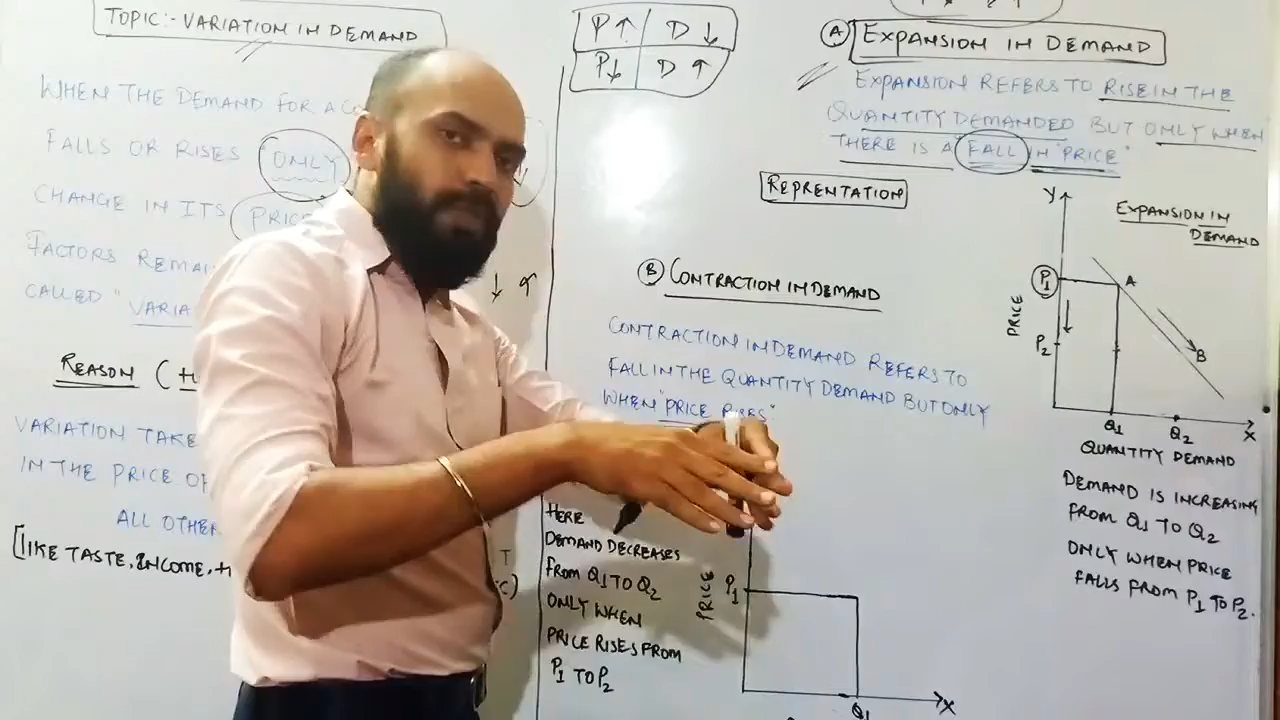 TOPIC:- VARIATION IN DEMAND
WHEN THE DEMAND FOR A
FALLS OR RISES ONLY
CHANGE IN ITS
FACTORS
CALLED "
REASON (
VARIATION TAKE
IN THE PRICE OF
ALL OTHER
[LIKE TASTE, INCOME,
P↑ D↓
P↓ D↑
B CONTRACTION IN DEMAND
CONTRACTION IN DEMAND REFERS TO
FALL IN THE QUANTITY DEMAND BUT ONLY
WHEN "PRICE RISES"
HERE
DEMAND DECREASES
FROM Q1 TO Q2
ONLY WHEN
PRICE RISES FROM
P1 TO P2
PRICE
P1
Q1
X
A EXPANSION IN DEMAND
EXPANSION REFERS TO RISE IN THE
QUANTITY DEMANDED BUT ONLY WHEN
THERE IS A FALL IN "PRICE"
REPRENTATION
Y
EXPANSION IN
DEMAND
P1
A
PRICE
P2
B
Q1
Q2
X
QUANTITY DEMAND
DEMAND IS INCREASING
FROM Q1 TO Q2
ONLY WHEN PRICE
FALLS FROM P1 TO P2.